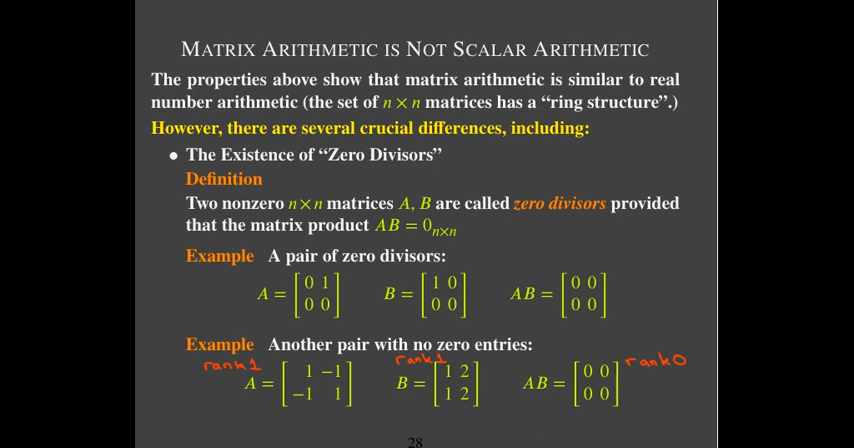 MATRIX ARITHMETIC IS NOT SCALAR ARITHMETIC
The properties above show that matrix arithmetic is similar to real
number arithmetic (the set of n × n matrices has a “ring structure”.)
However, there are several crucial differences, including:
• The Existence of “Zero Divisors”
Definition
Two nonzero n×n matrices A, B are called zero divisors provided
that the matrix product AB = 0n×n
Example A pair of zero divisors:
A = [0 1 0 0] B = [1 0 0 0] AB = [0 0 0 0]
Example Another pair with no zero entries:
rank1 rank1 rank0
A = [1 −1 −1 1] B = [1 2 1 2] AB = [0 0 0 0]
28